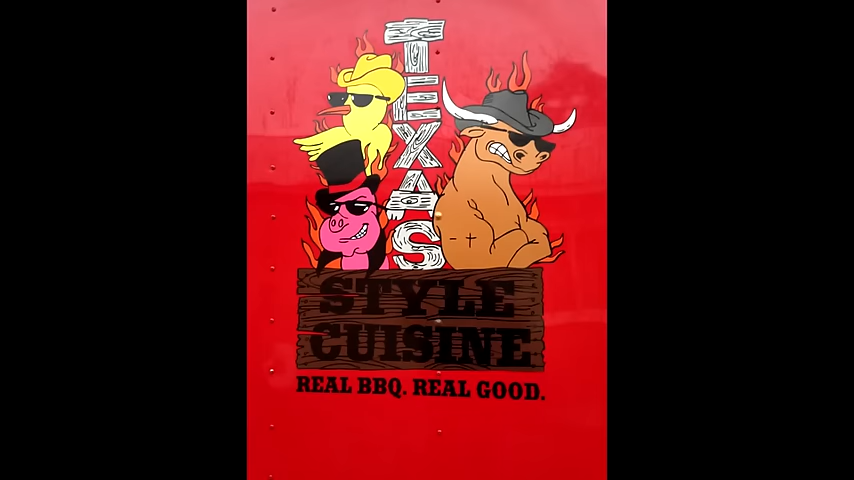 TEXAS
STYLE
CUISINE
REAL BBQ. REAL GOOD.